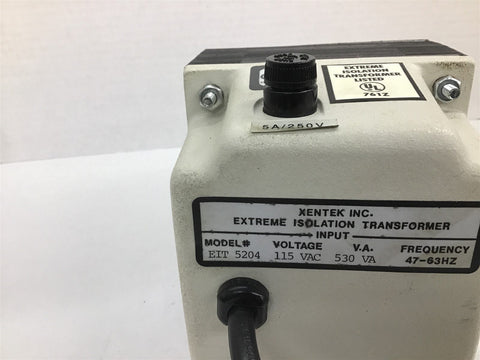 EXTREME
ISOLATION
TRANSFORMER
LISTED
UL
761Z
5A/250V
XENTEK INC.
EXTREME ISOLATION TRANSFORMER
INPUT
MODEL# VOLTAGE V.A. FREQUENCY
EIT 5204 115 VAC 530 VA 47-63HZ